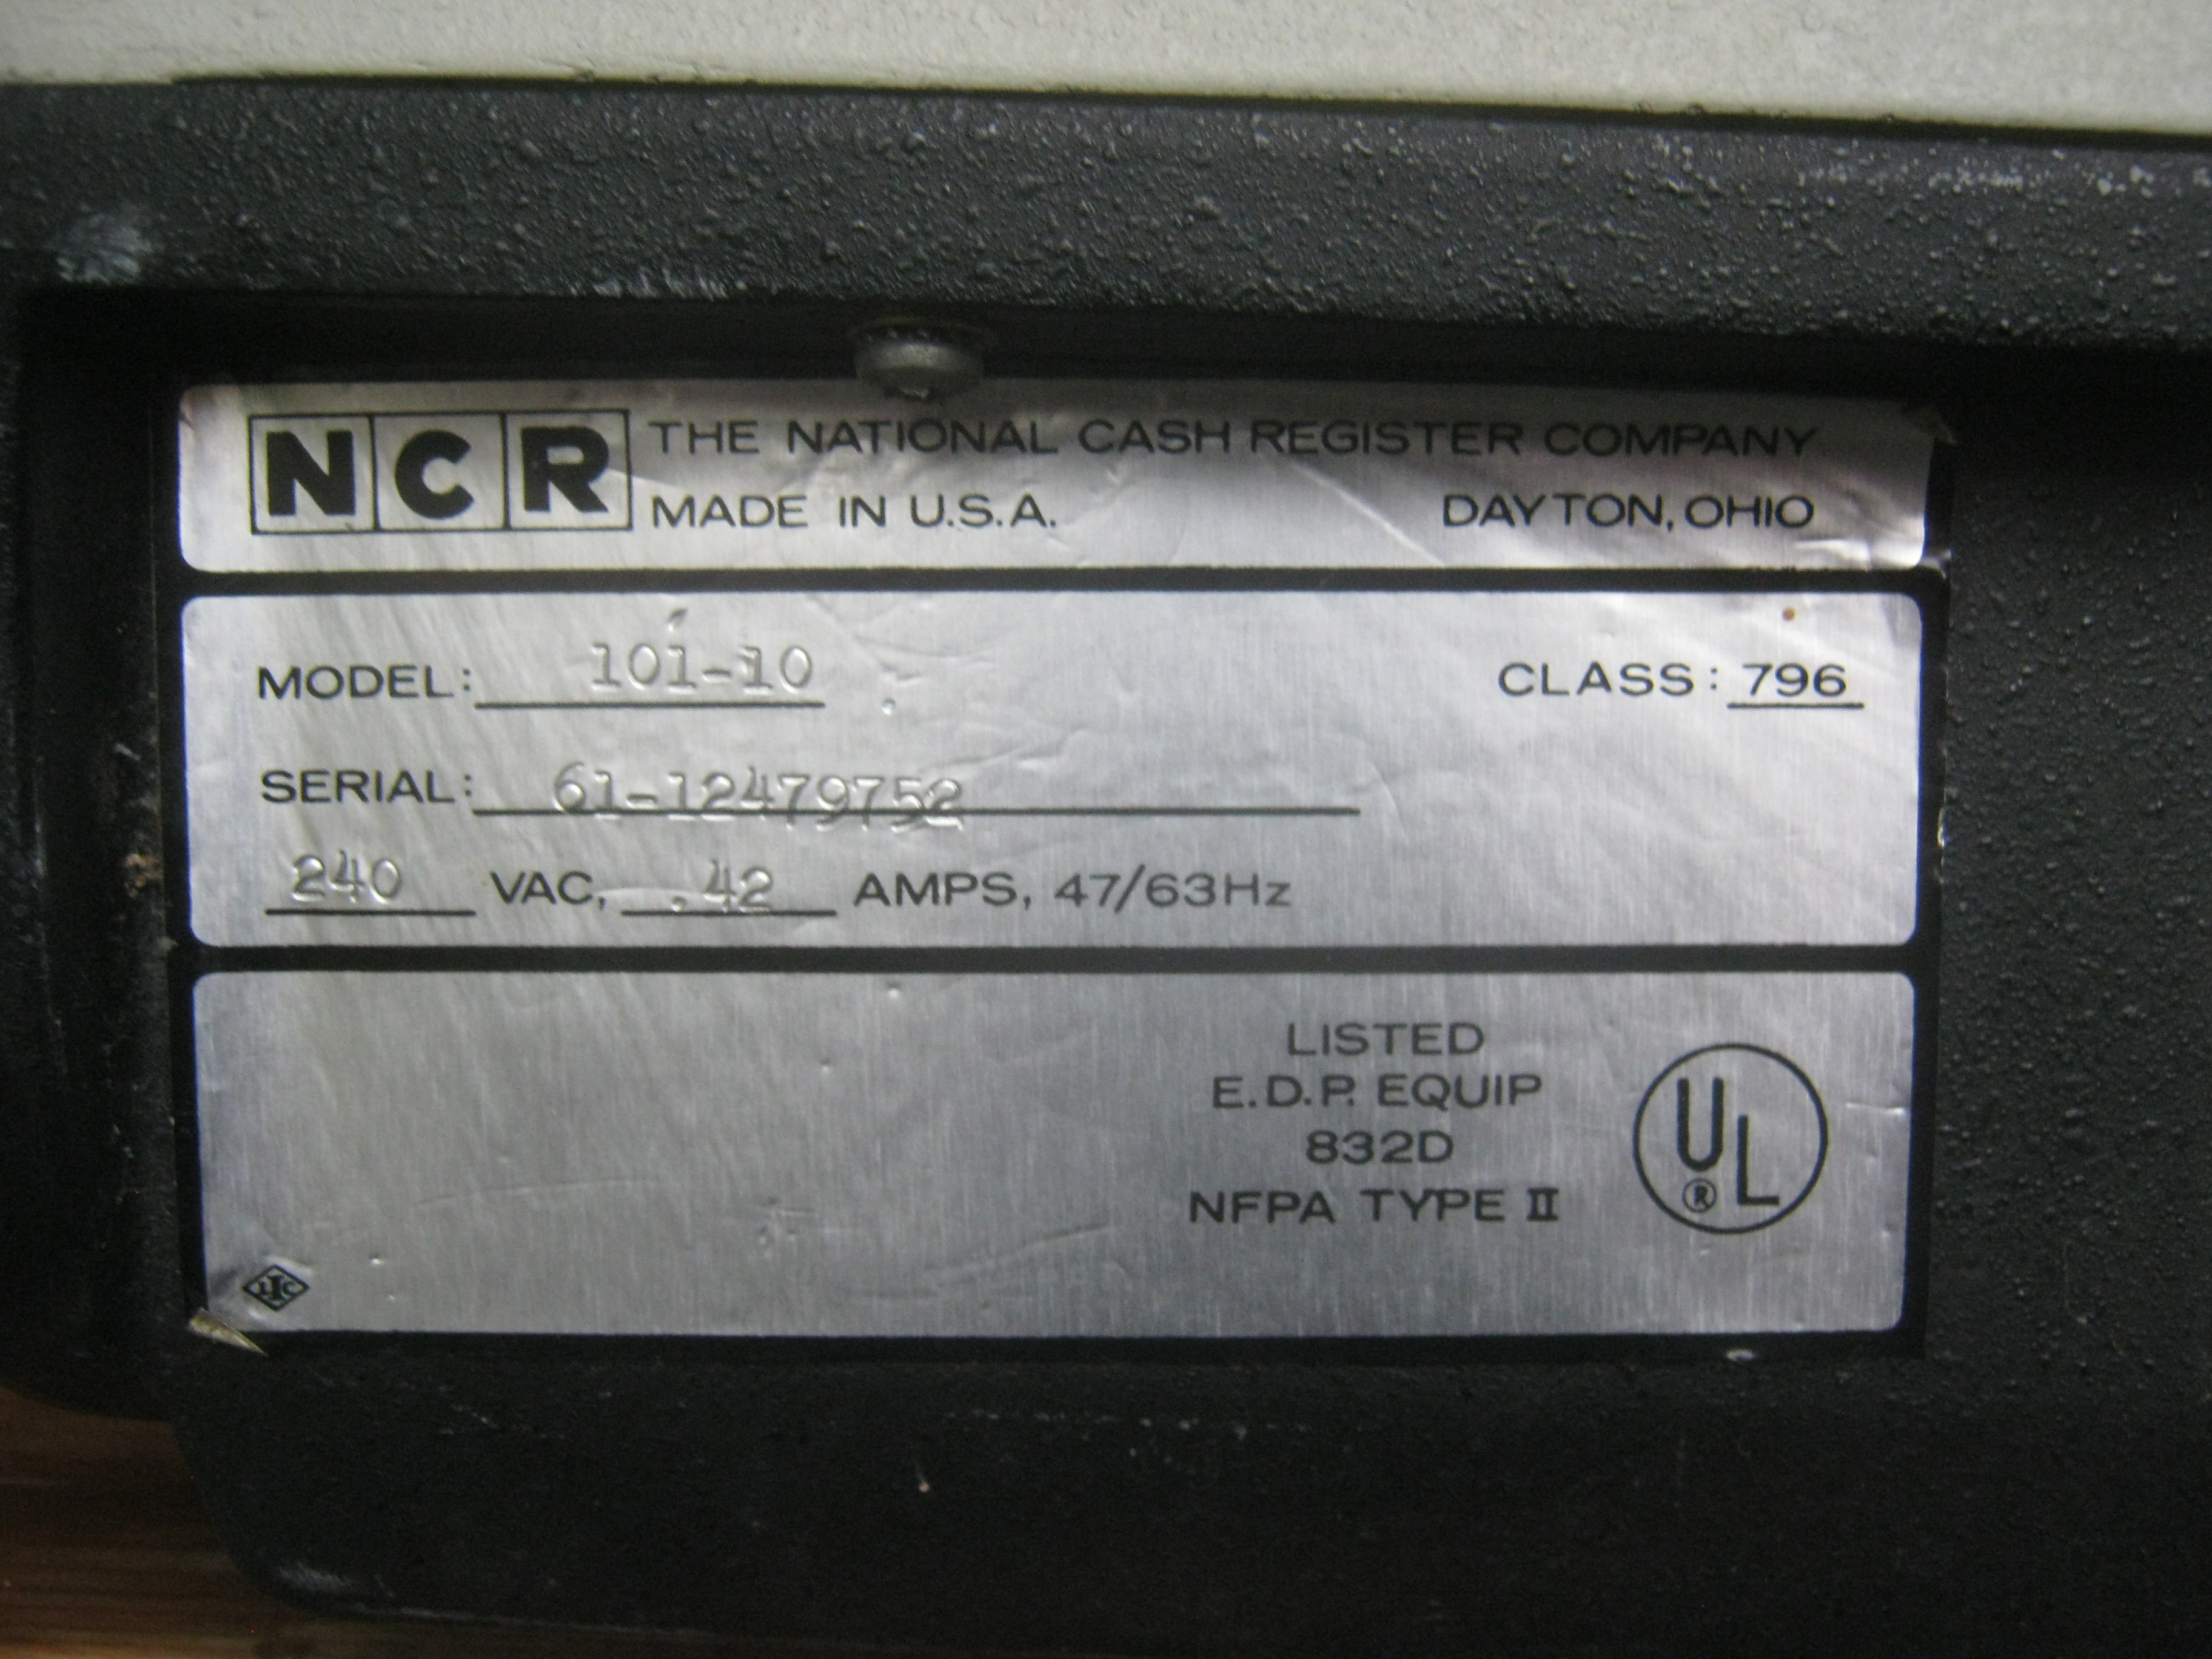 NCR THE NATIONAL CASH REGISTER COMPANY
MADE IN U.S.A. DAYTON, OHIO
MODEL: 101-10 CLASS: 796
SERIAL: 61-12479752
240 VAC, .42 AMPS, 47/63Hz
LISTED
E.D.P. EQUIP
832D
NFPA TYPE II
UL
®